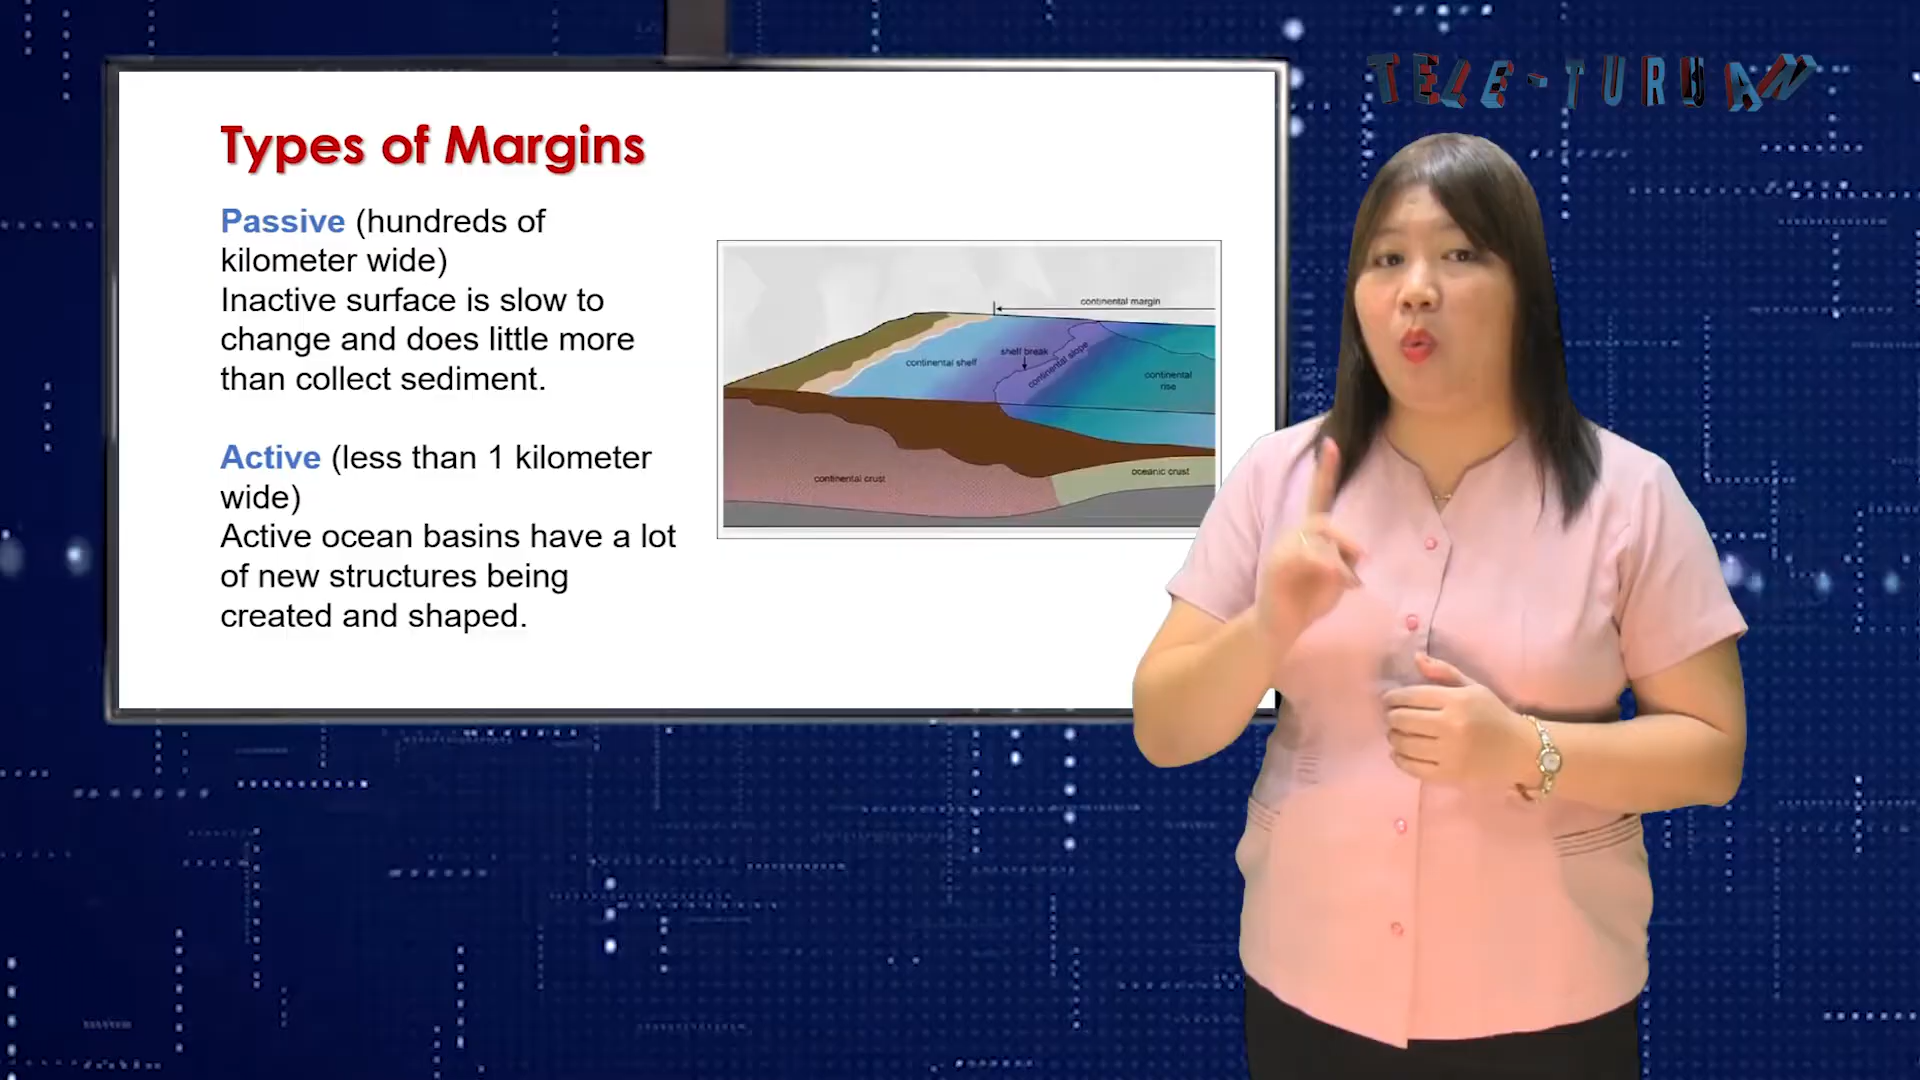 TELE-TURUAN
Types of Margins
Passive (hundreds of
kilometer wide)
Inactive surface is slow to
change and does little more
than collect sediment.
Active (less than 1 kilometer
wide)
Active ocean basins have a lot
of new structures being
created and shaped.
continental margin
shelf break
continental shelf
continental slope
continental
rise
continental crust
oceanic crust